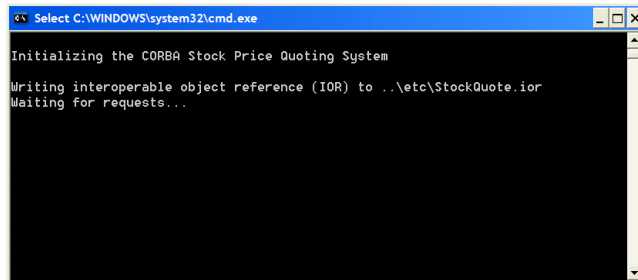 Select C:\WINDOWS\system32\cmd.exe
Initializing the CORBA Stock Price Quoting System
Writing interoperable object reference (IOR) to ..\etc\StockQuote.ior
Waiting for requests...